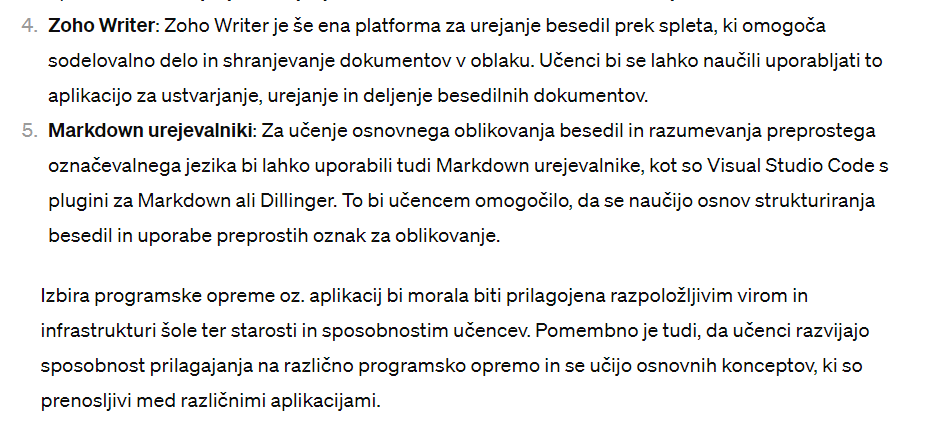 4. Zoho Writer: Zoho Writer je še ena platforma za urejanje besedil prek spleta, ki omogoča
sodelovalno delo in shranjevanje dokumentov v oblaku. Učenci bi se lahko naučili uporabljati to
aplikacijo za ustvarjanje, urejanje in deljenje besedilnih dokumentov.
5. Markdown urejevalniki: Za učenje osnovnega oblikovanja besedil in razumevanja preprostega
označevalnega jezika bi lahko uporabili tudi Markdown urejevalnike, kot so Visual Studio Code s
plugini za Markdown ali Dillinger. To bi učencem omogočilo, da se naučijo osnov strukturiranja
besedil in uporabe preprostih oznak za oblikovanje.
Izbira programske opreme oz. aplikacij bi morala biti prilagojena razpoložljivim virom in
infrastrukturi šole ter starosti in sposobnostim učencev. Pomembno je tudi, da učenci razvijajo
sposobnost prilagajanja na različno programsko opremo in se učijo osnovnih konceptov, ki so
prenosljivi med različnimi aplikacijami.